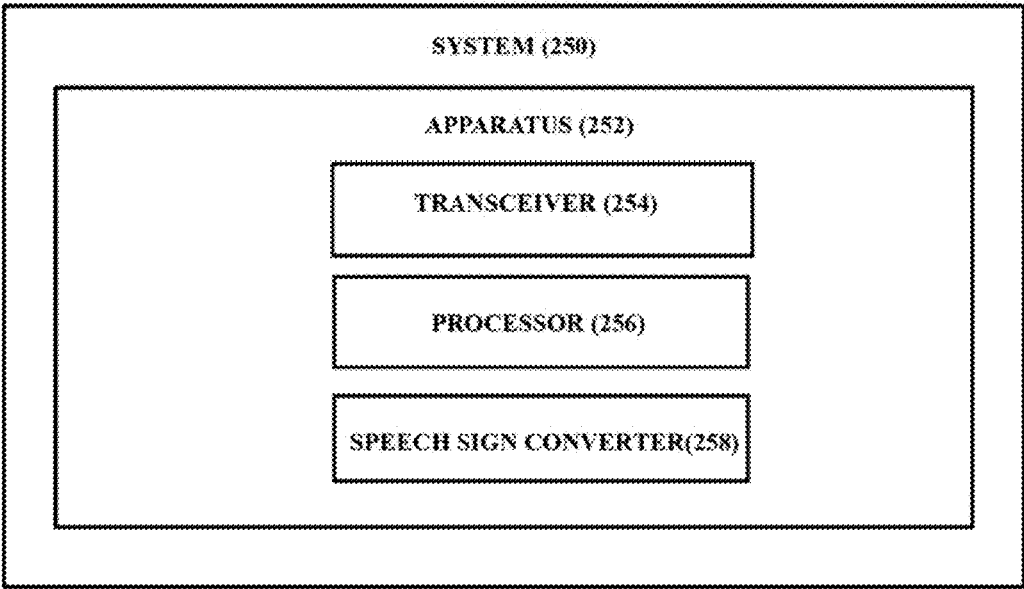 SYSTEM (250)
APPARATUS (252)
TRANSCEIVER (254)
PROCESSOR (256)
SPEECH SIGN CONVERTER(258)